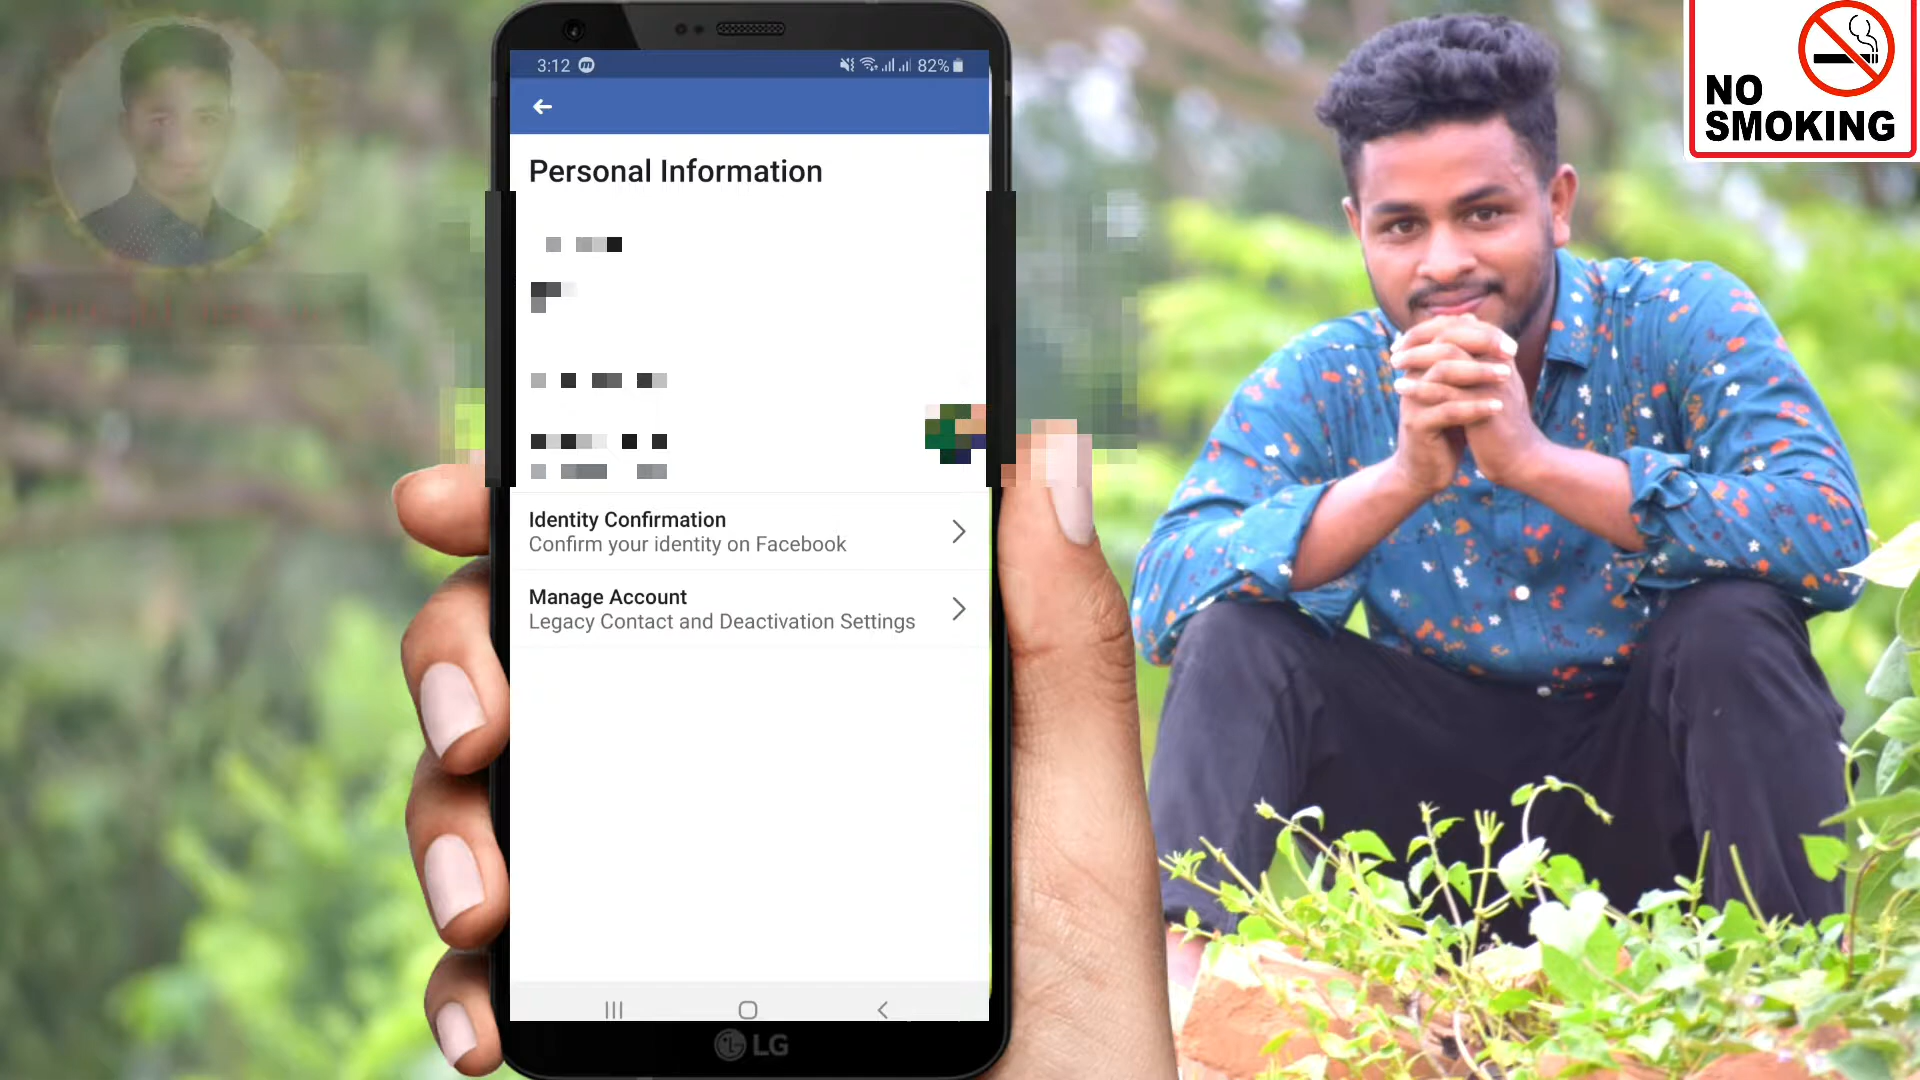 3:12
82%
Personal Information
Identity Confirmation
Confirm your identity on Facebook
Manage Account
Legacy Contact and Deactivation Settings
LG
NO
SMOKING